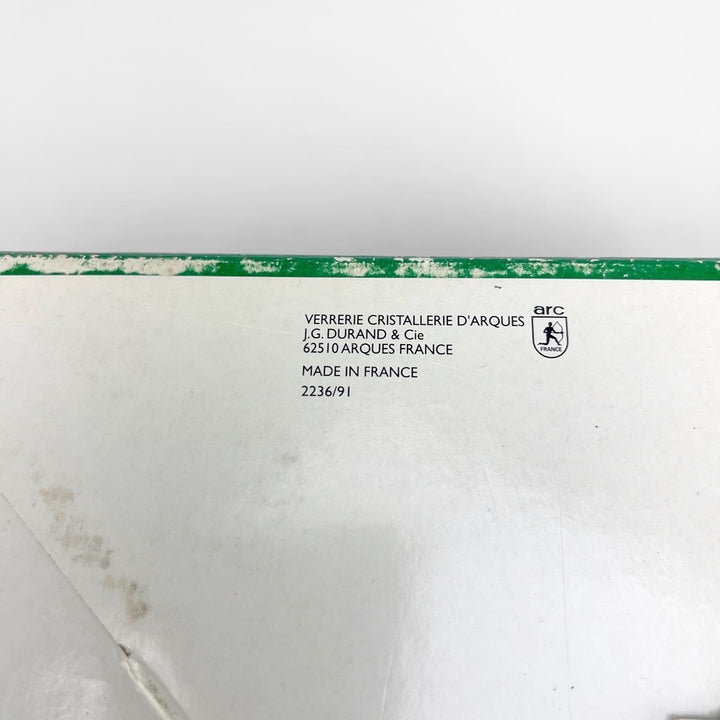 VERRERIE CRISTALLERIE D'ARQUES
J.G. DURAND & Cie
62510 ARQUES FRANCE
MADE IN FRANCE
2236/91
arc
FRANCE